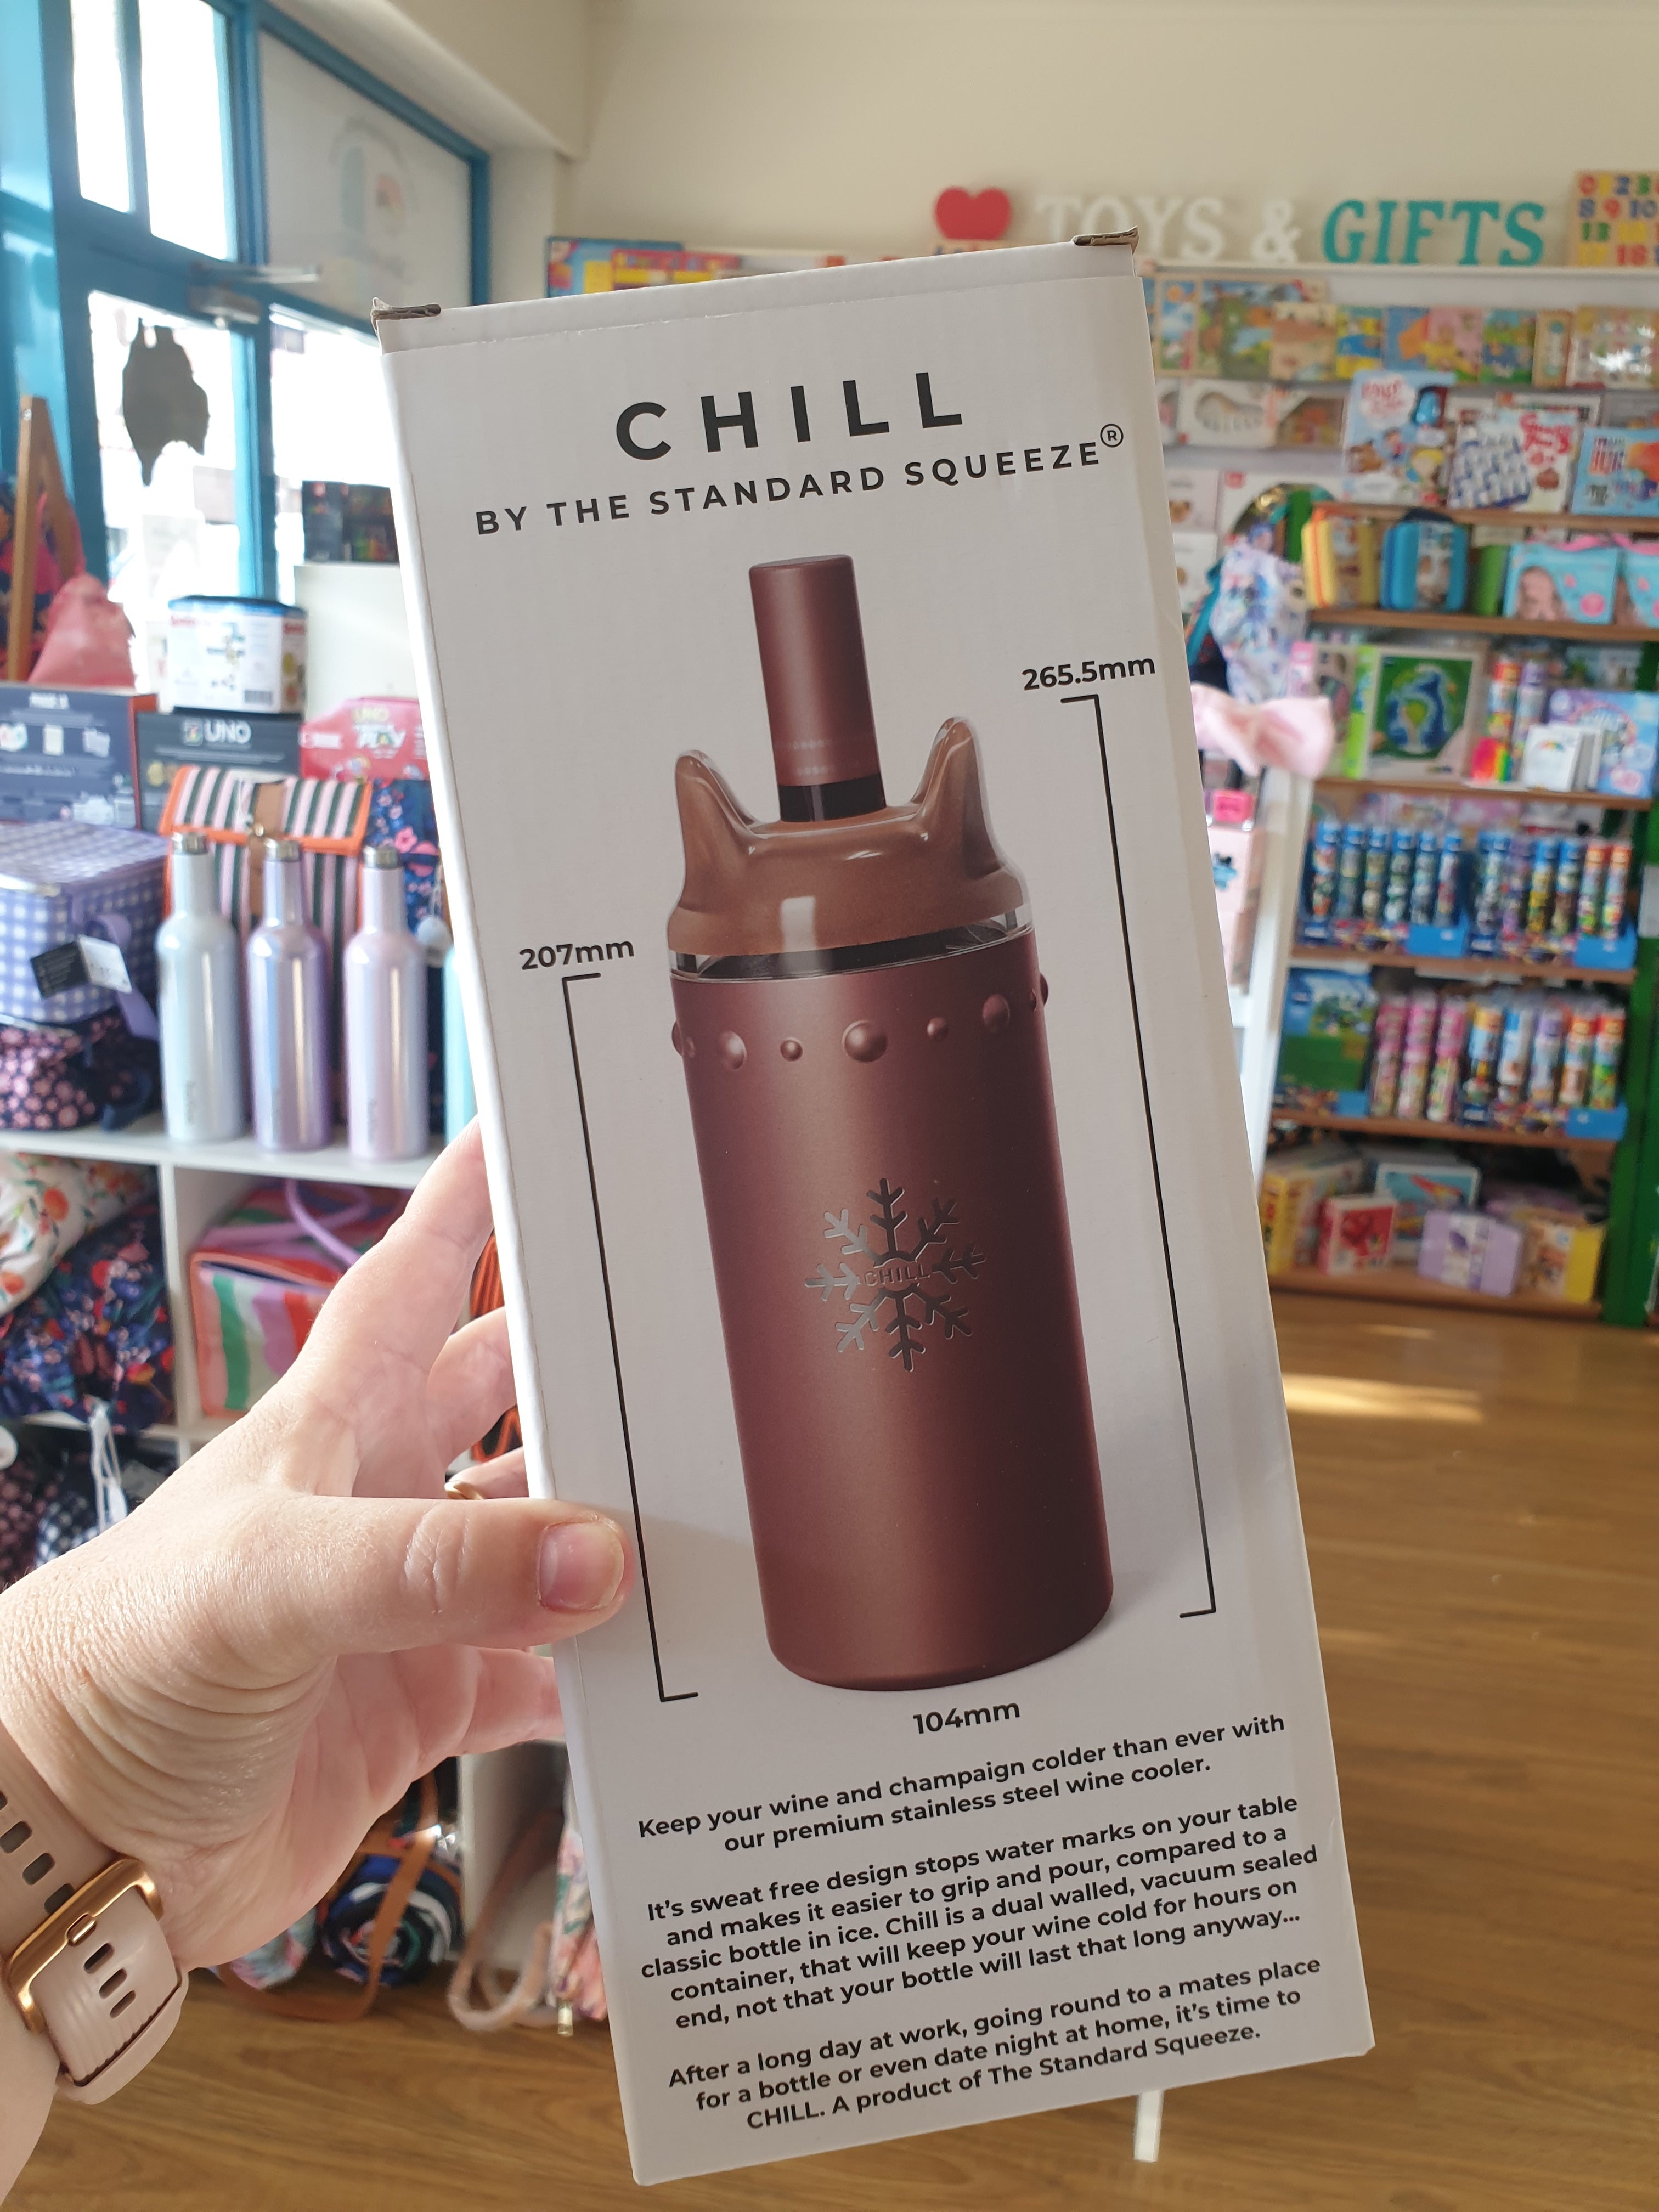 TOYS & GIFTS
CHILL
BY THE STANDARD SQUEEZE®
265.5mm
207mm
UNO
UNO
PLAY
CHILL
104mm
Keep your wine and champaign colder than ever with
our premium stainless steel wine cooler.
It's sweat free design stops water marks on your table
and makes it easier to grip and pour, compared to a
classic bottle in ice. Chill is a dual walled, vacuum sealed
container, that will keep your wine cold for hours on
end, not that your bottle will last that long anyway...
After a long day at work, going round to a mates place
for a bottle or even date night at home, it's time to
CHILL. A product of The Standard Squeeze.